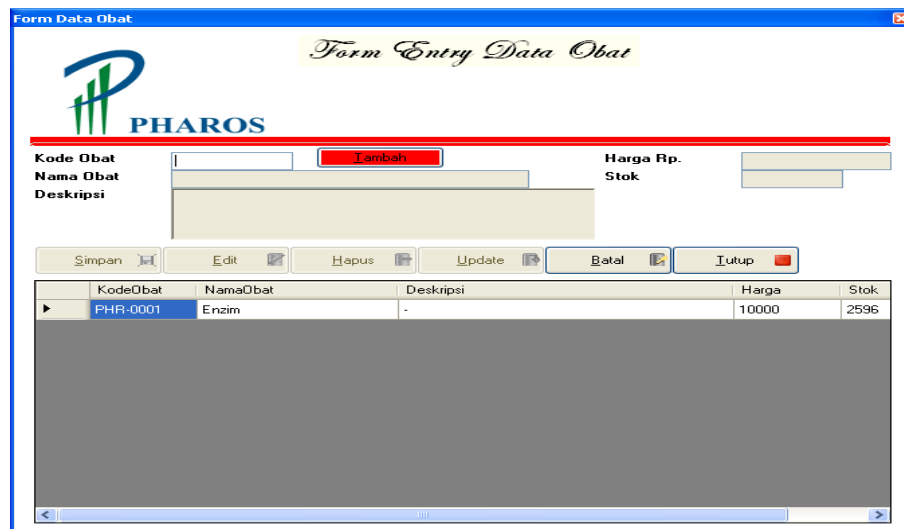 Form Data Obat
Form Entry Data Obat
PHAROS
Kode Obat Tambah Harga Rp.
Nama Obat Stok
Deskripsi
Simpan Edit Hapus Update Batal Tutup
KodeObat NamaObat Deskripsi Harga Stok
PHR-0001 Enzim - 10000 2596